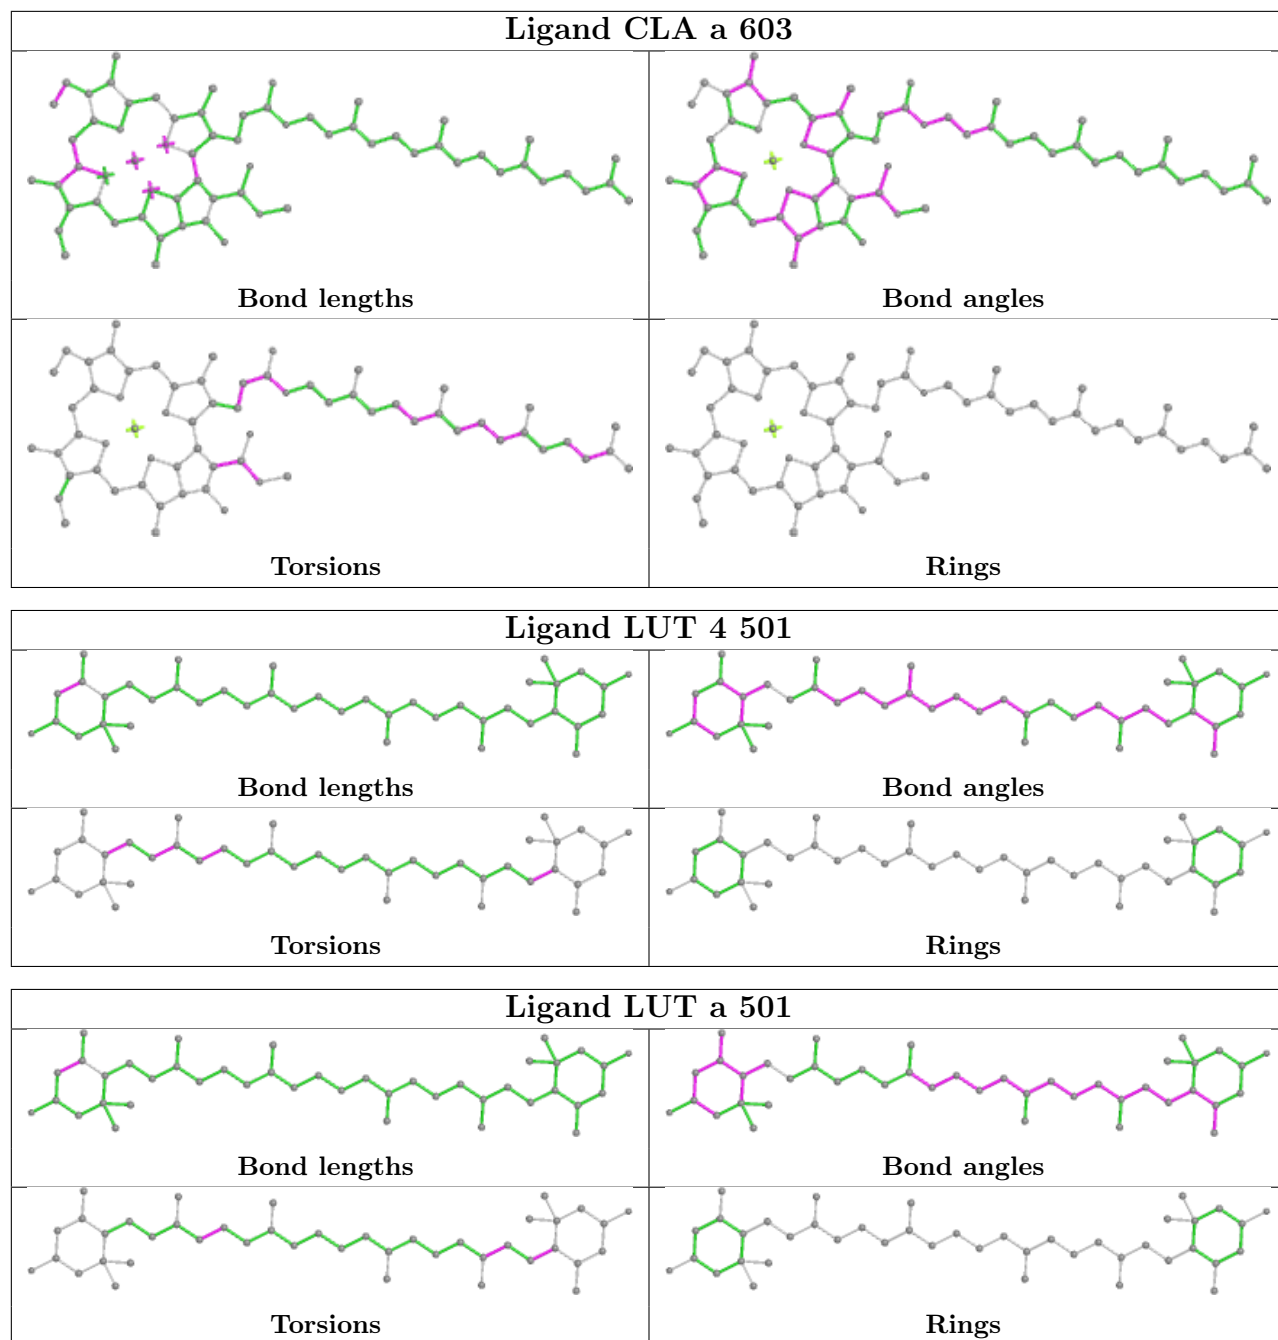 Ligand CLA a 603
Bond lengths
Bond angles
Torsions
Rings
Ligand LUT 4 501
Bond lengths
Bond angles
Torsions
Rings
Ligand LUT a 501
Bond lengths
Bond angles
Torsions
Rings